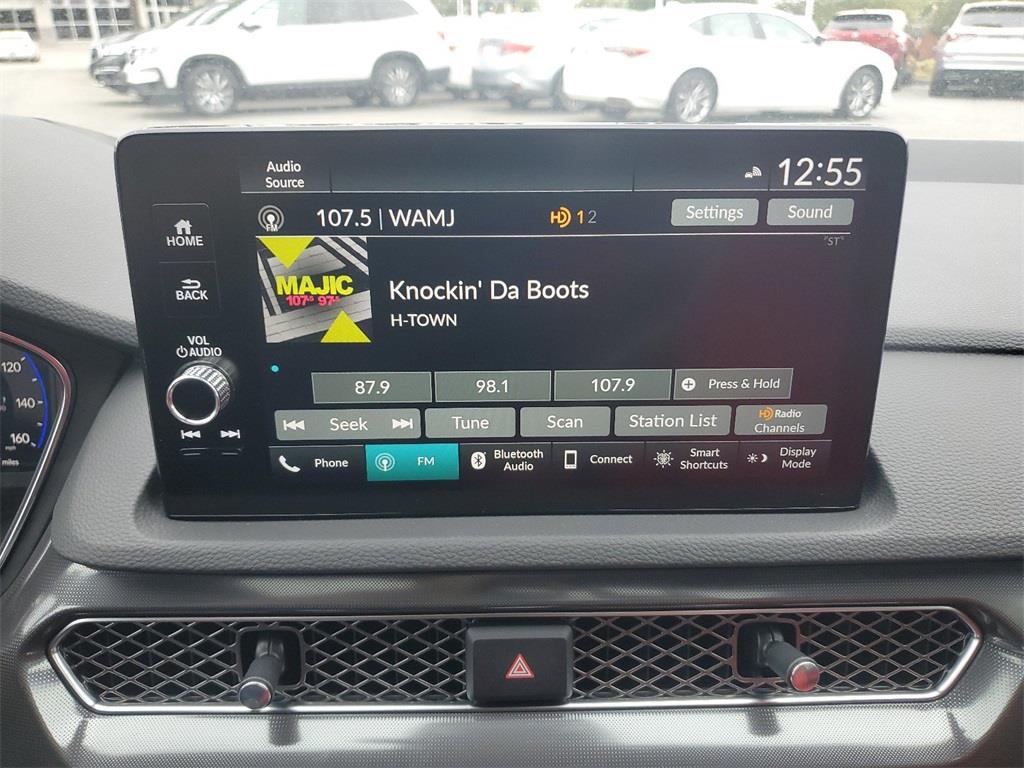 Audio
Source
12:55
FM
107.5 | WAMJ
HD 1 2
Settings
Sound
"ST"
HOME
BACK
VOL
AUDIO
MAJIC
107.5 97.5
Knockin' Da Boots
H-TOWN
87.9
98.1
107.9
Press & Hold
Seek
Tune
Scan
Station List
HD Radio
Channels
Phone
FM
Bluetooth
Audio
Connect
Smart
Shortcuts
Display
Mode
120
140
160
mph
miles